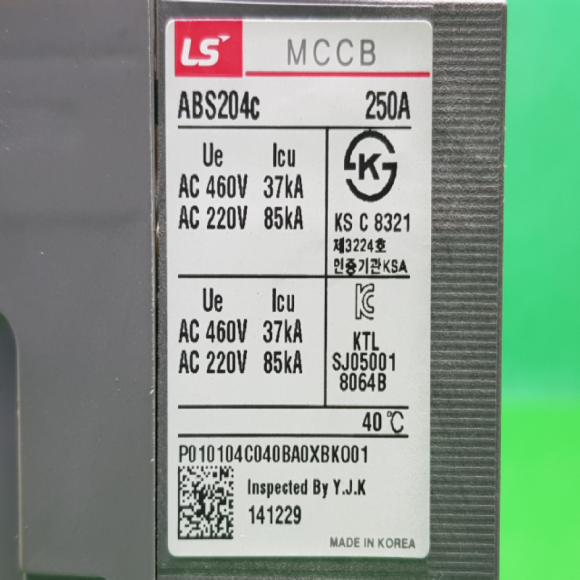 LS MCCB
ABS204c 250A
Ue Icu
AC 460V 37kA
AC 220V 85kA
K
KS C 8321
제3224호
인증기관KSA
Ue Icu
AC 460V 37kA
AC 220V 85kA
KTL
SJ05001
8064B
40℃
P010104C040BA0XBK001
Inspected By Y.J.K
141229
MADE IN KOREA